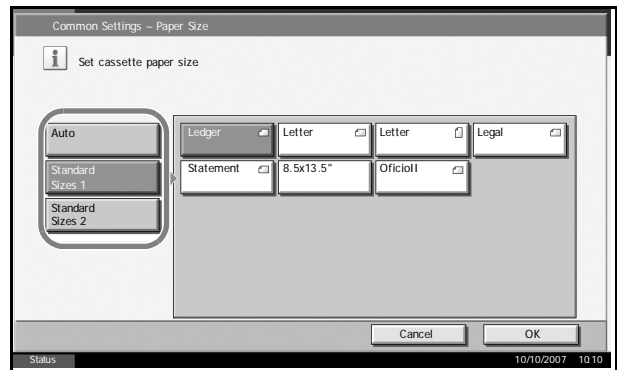 Common Settings – Paper Size
Set cassette paper size
Auto
Standard
Sizes 1
Standard
Sizes 2
Ledger
Letter
Letter
Legal
Statement
8.5x13.5"
OficioII
Cancel
OK
Status
10/10/2007 10:10